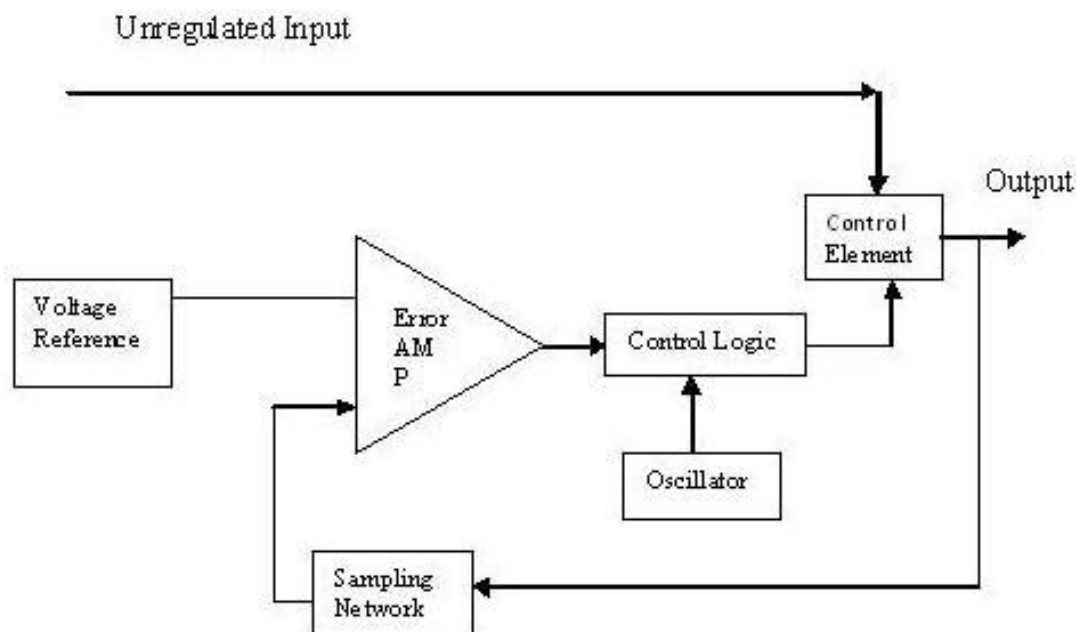 Unregulated Input
Output
Control
Element
Voltage
Reference
Error
AM
P
Control Logic
Oscillator
Sampling
Network